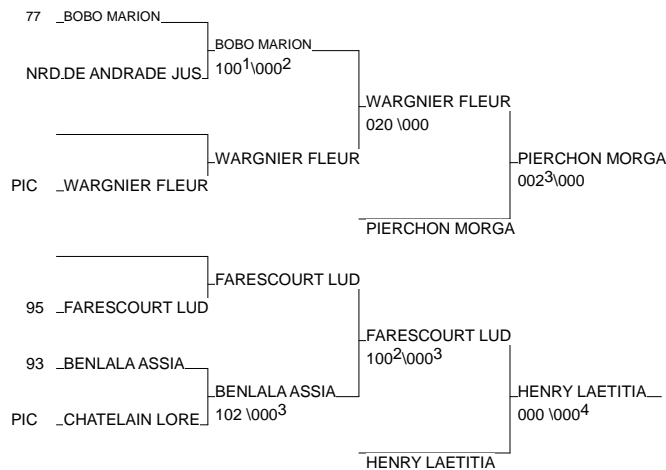 77 BOBO MARION
BOBO MARION
NRD.DE ANDRADE JUS
100¹\000²
WARGNIER FLEUR
020 \000
WARGNIER FLEUR
PIERCHON MORGA
PIC WARGNIER FLEUR
002³\000
PIERCHON MORGA
FARESCOURT LUD
95 FARESCOURT LUD
FARESCOURT LUD
100²\000³
93 BENLALA ASSIA
BENLALA ASSIA
HENRY LAETITIA
PIC CHATELAIN LORE
102 \000³
000 \000⁴
HENRY LAETITIA